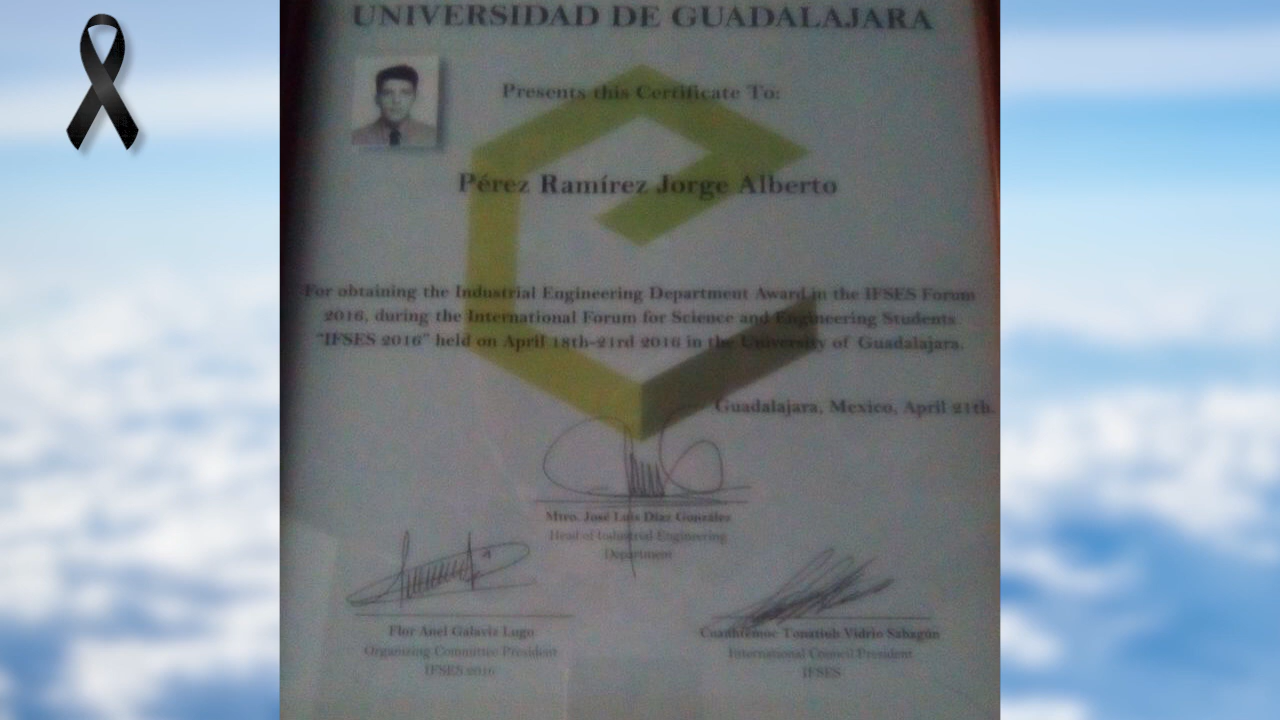 UNIVERSIDAD DE GUADALAJARA
Presents this Certificate To:
Pérez Ramírez Jorge Alberto
For obtaining the Industrial Engineering Department Award in the IFSES Forum
2016, during the International Forum for Science and Engineering Students
"IFSES 2016" held on April 18th-21rd 2016 in the University of Guadalajara.
Guadalajara, Mexico, April 21th.
Mtro. José Luis Díaz González
Head of Industrial Engineering
Department
Flor Anel Galaviz Lugo
Organizing Committee President
IFSES 2016
Cuauhtémoc Tonatiuh Vidrio Sahagún
International Council President
IFSES